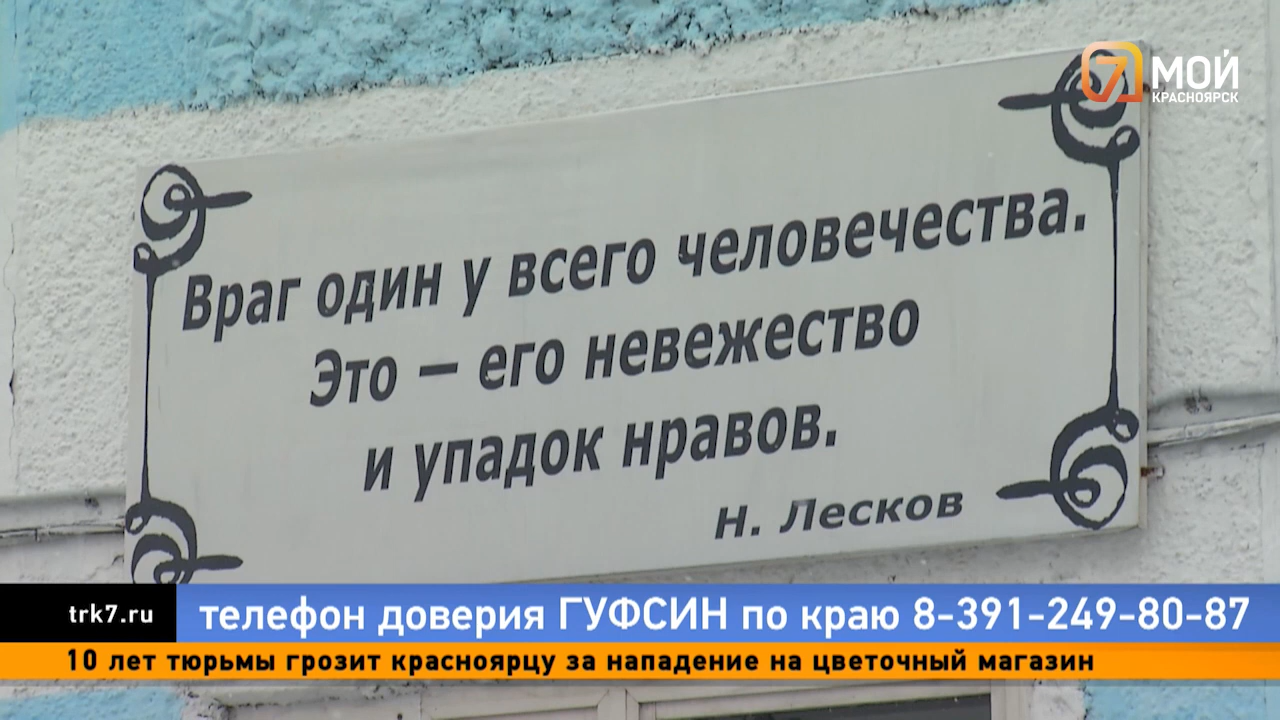 7 МОЙ
КРАСНОЯРСК
Враг один у всего человечества.
Это – его невежество
и упадок нравов.
Н. Лесков
trk7.ru
телефон доверия ГУФСИН по краю 8-391-249-80-87
10 лет тюрьмы грозит красноярцу за нападение на цветочный магазин